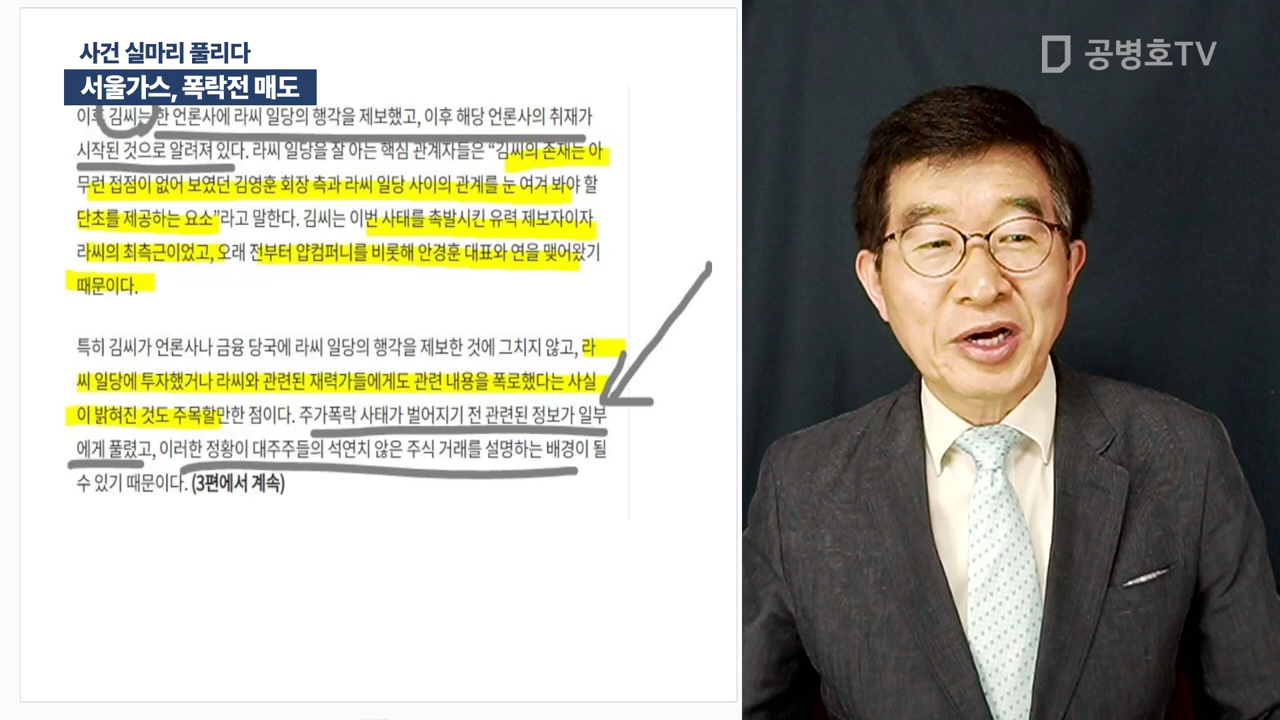 사건 실마리 풀리다
서울가스, 폭락전 매도
공병호TV
이후 김씨는 한 언론사에 라씨 일당의 행각을 제보했고, 이후 해당 언론사의 취재가
시작된 것으로 알려져 있다. 라씨 일당을 잘 아는 핵심 관계자들은 “김씨의 존재는 아
무런 접점이 없어 보였던 김영훈 회장 측과 라씨 일당 사이의 관계를 눈 여겨 봐야 할
단초를 제공하는 요소”라고 말한다. 김씨는 이번 사태를 촉발시킨 유력 제보자이자
라씨의 최측근이었고, 오래 전부터 얍컴퍼니를 비롯해 안경훈 대표와 연을 맺어왔기
때문이다.
특히 김씨가 언론사나 금융 당국에 라씨 일당의 행각을 제보한 것에 그치지 않고, 라
씨 일당에 투자했거나 라씨와 관련된 재력가들에게도 관련 내용을 폭로했다는 사실
이 밝혀진 것도 주목할만한 점이다. 주가폭락 사태가 벌어지기 전 관련된 정보가 일부
에게 풀렸고, 이러한 정황이 대주주들의 석연치 않은 주식 거래를 설명하는 배경이 될
수 있기 때문이다. (3편에서 계속)